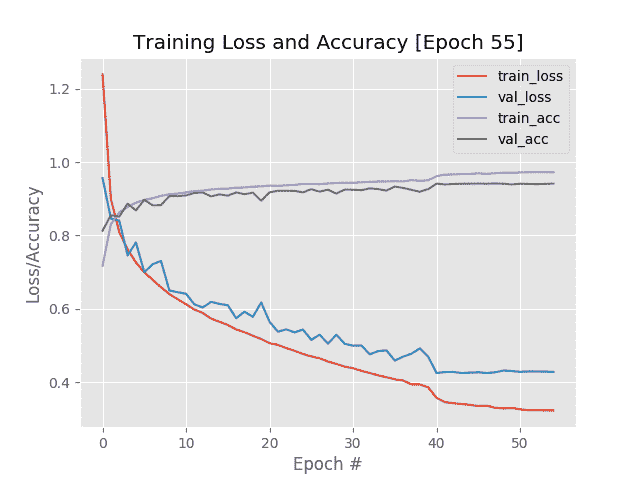 Training Loss and Accuracy [Epoch 55]
train_loss
val_loss
train_acc
val_acc
1.2
1.0
0.8
0.6
0.4
Loss/Accuracy
0 10 20 30 40 50
Epoch #